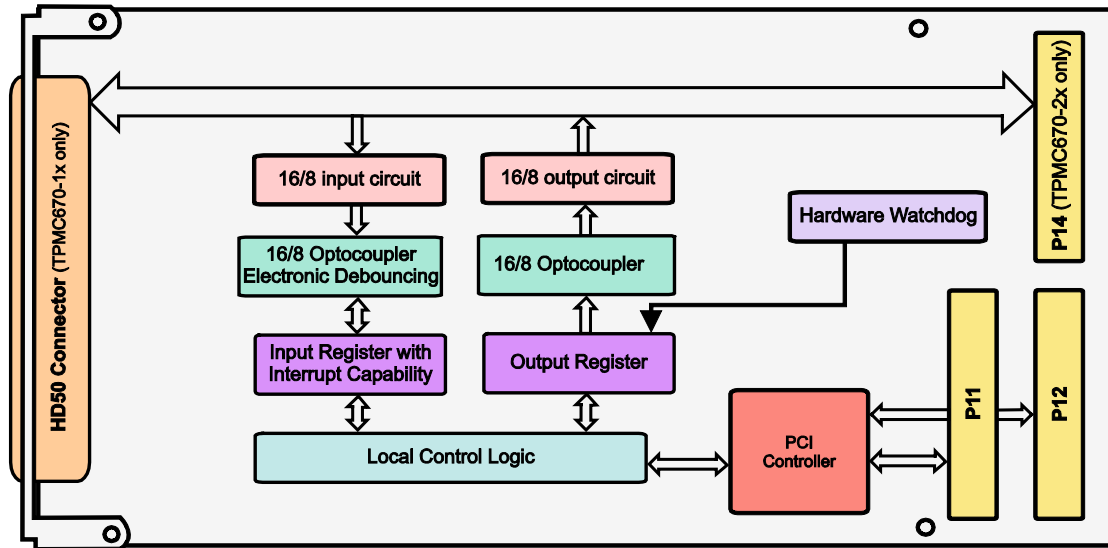 HD50 Connector (TPMC670-1x only)
16/8 input circuit
16/8 output circuit
P14 (TPMC670-2x only)
Hardware Watchdog
16/8 Optocoupler
Electronic Debouncing
16/8 Optocoupler
Input Register with
Interrupt Capability
Output Register
P11
P12
PCI
Controller
Local Control Logic